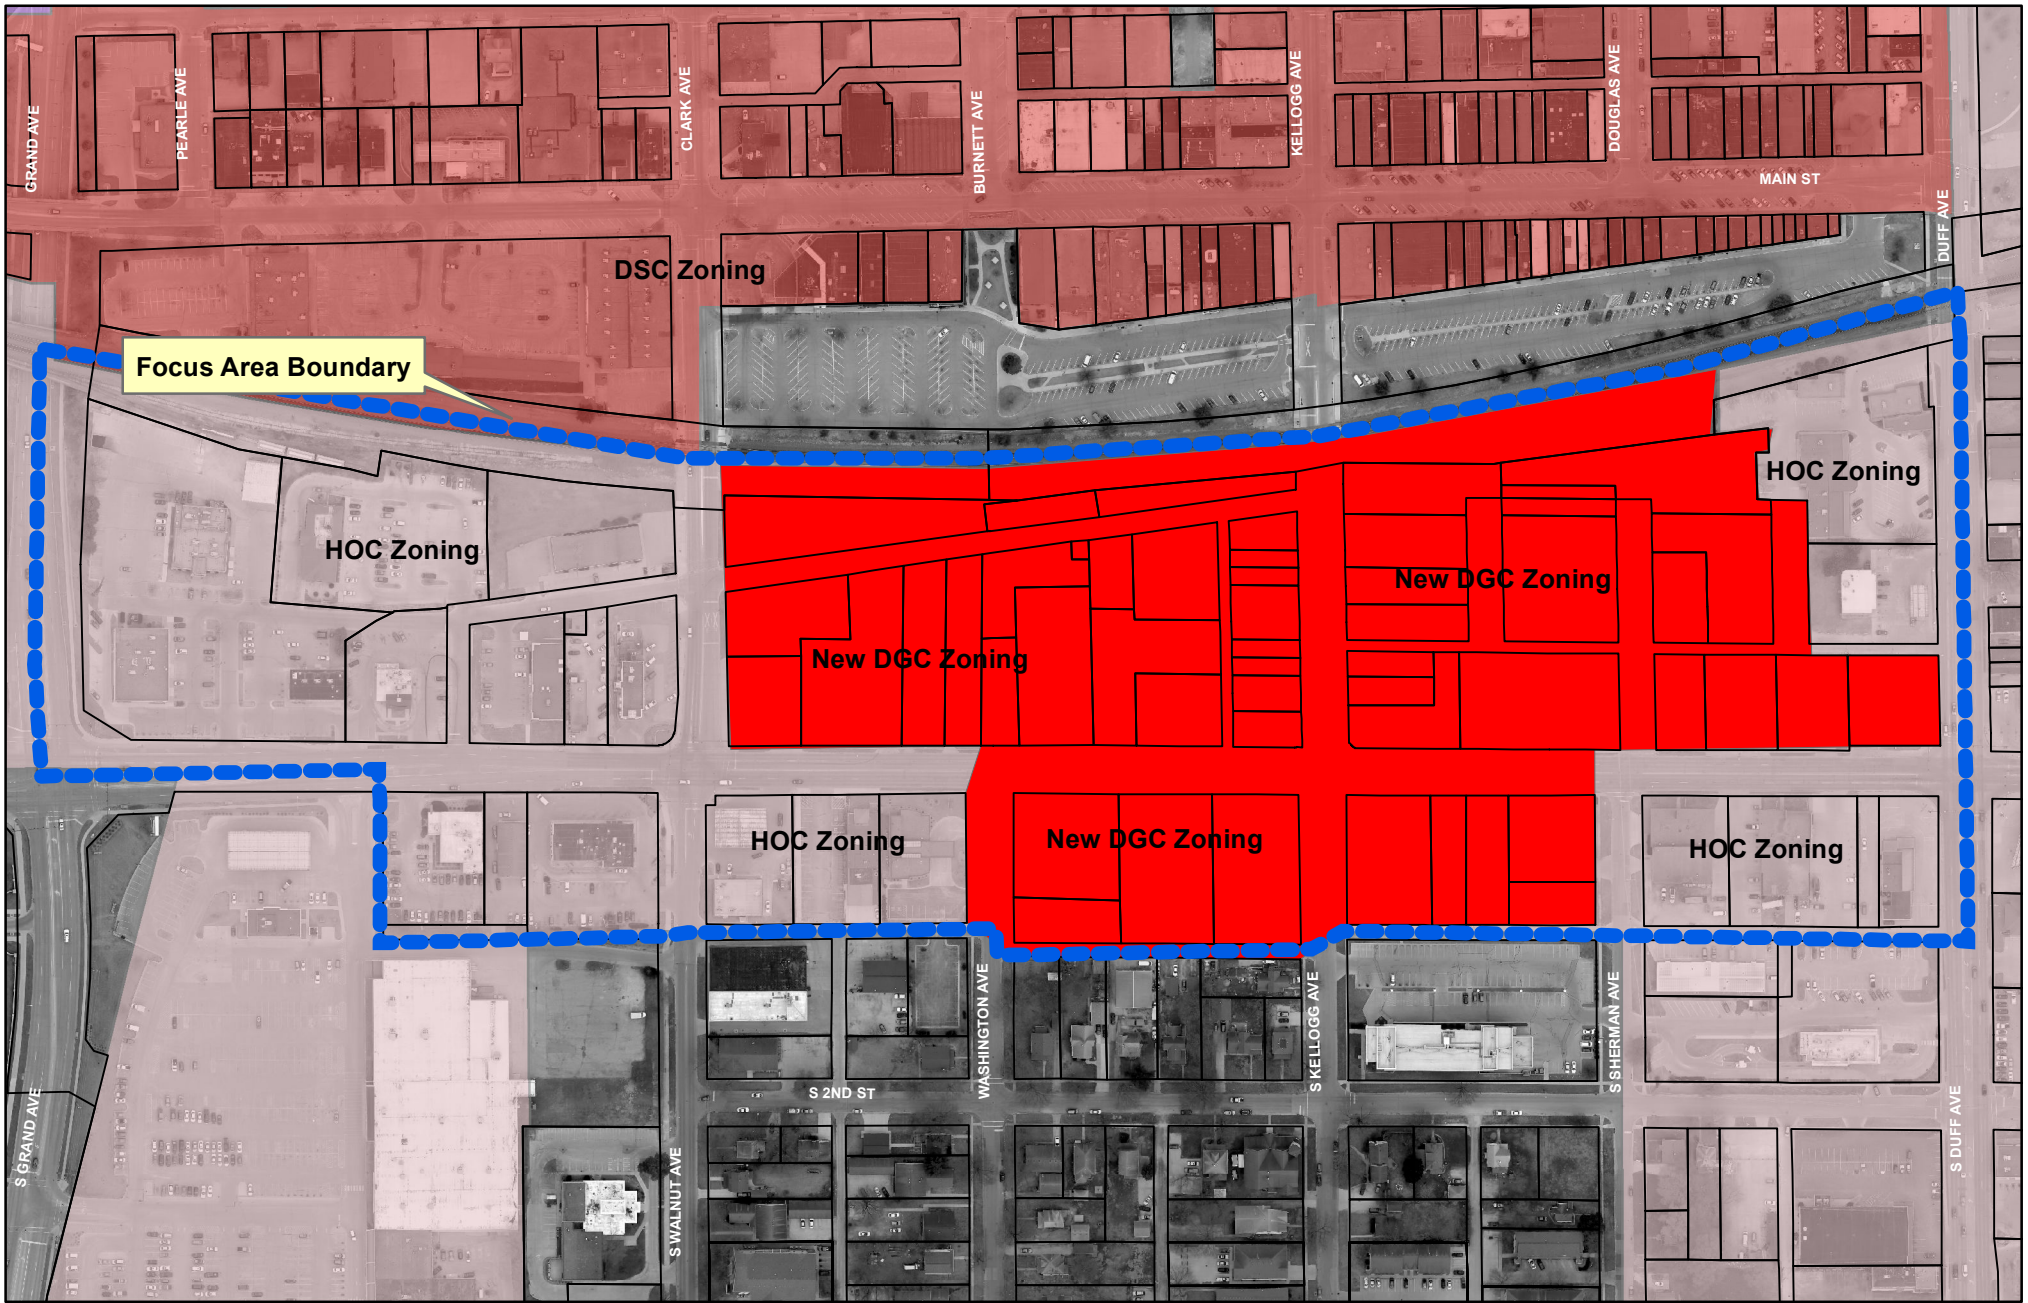 GRAND AVE
PEARLE AVE
CLARK AVE
BURNETT AVE
KELLOGG AVE
DOUGLAS AVE
MAIN ST
DUFF AVE
DSC Zoning
Focus Area Boundary
HOC Zoning
HOC Zoning
New DGC Zoning
New DGC Zoning
HOC Zoning
New DGC Zoning
HOC Zoning
S GRAND AVE
S WALNUT AVE
S 2ND ST
WASHINGTON AVE
S KELLOGG AVE
S SHERMAN AVE
S DUFF AVE